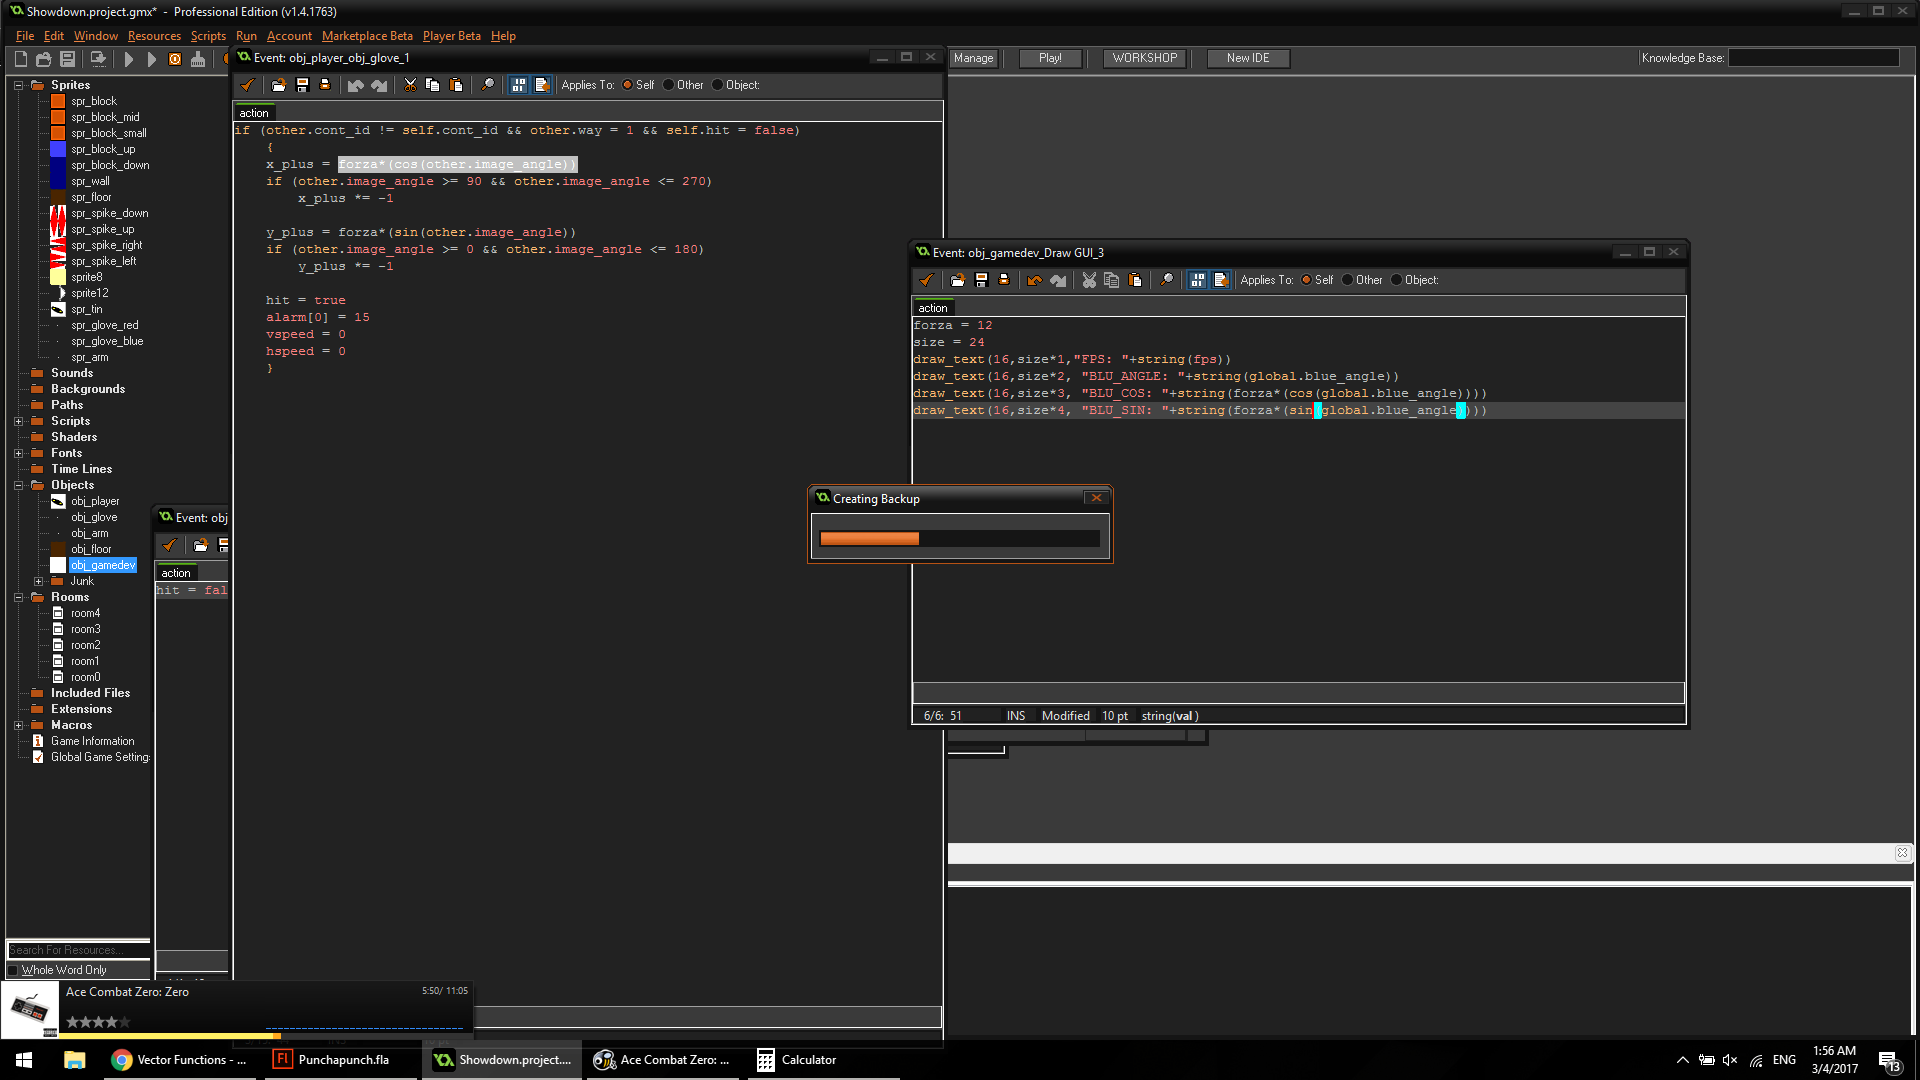 Showdown.project.gmx* - Professional Edition (v1.4.1763)
File Edit Window Resources Scripts Run Account Marketplace Beta Player Beta Help
Manage Play! WORKSHOP New IDE Knowledge Base:
Sprites
spr_block
spr_block_mid
spr_block_small
spr_block_up
spr_block_down
spr_wall
spr_floor
spr_spike_down
spr_spike_up
spr_spike_right
spr_spike_left
sprite8
sprite12
spr_tin
spr_glove_red
spr_glove_blue
spr_arm
Sounds
Backgrounds
Paths
Scripts
Shaders
Fonts
Time Lines
Objects
obj_player
obj_glove
obj_arm
obj_floor
obj_gamedev
Junk
Rooms
room4
room3
room2
room1
room0
Included Files
Extensions
Macros
Game Information
Global Game Setting
Search For Resources...
Whole Word Only
Event: obj
action
hit = fal
Event: obj_player_obj_glove_1
Applies To: Self Other Object:
action
if (other.cont_id != self.cont_id && other.way = 1 && self.hit = false)
{
x_plus = forza*(cos(other.image_angle))
if (other.image_angle >= 90 && other.image_angle <= 270)
x_plus *= -1
y_plus = forza*(sin(other.image_angle))
if (other.image_angle >= 0 && other.image_angle <= 180)
y_plus *= -1
hit = true
alarm[0] = 15
vspeed = 0
hspeed = 0
}
Event: obj_gamedev_Draw GUI_3
Applies To: Self Other Object:
action
forza = 12
size = 24
draw_text(16,size*1,"FPS: "+string(fps))
draw_text(16,size*2, "BLU_ANGLE: "+string(global.blue_angle))
draw_text(16,size*3, "BLU_COS: "+string(forza*(cos(global.blue_angle))))
draw_text(16,size*4, "BLU_SIN: "+string(forza*(sin(global.blue_angle))))
6/6: 51 INS Modified 10 pt string(val )
Creating Backup
Ace Combat Zero: Zero 5:50/ 11:05
Vector Functions - ... Punchapunch.fla Showdown.project.... Ace Combat Zero: ... Calculator
ENG 1:56 AM
3/4/2017
13